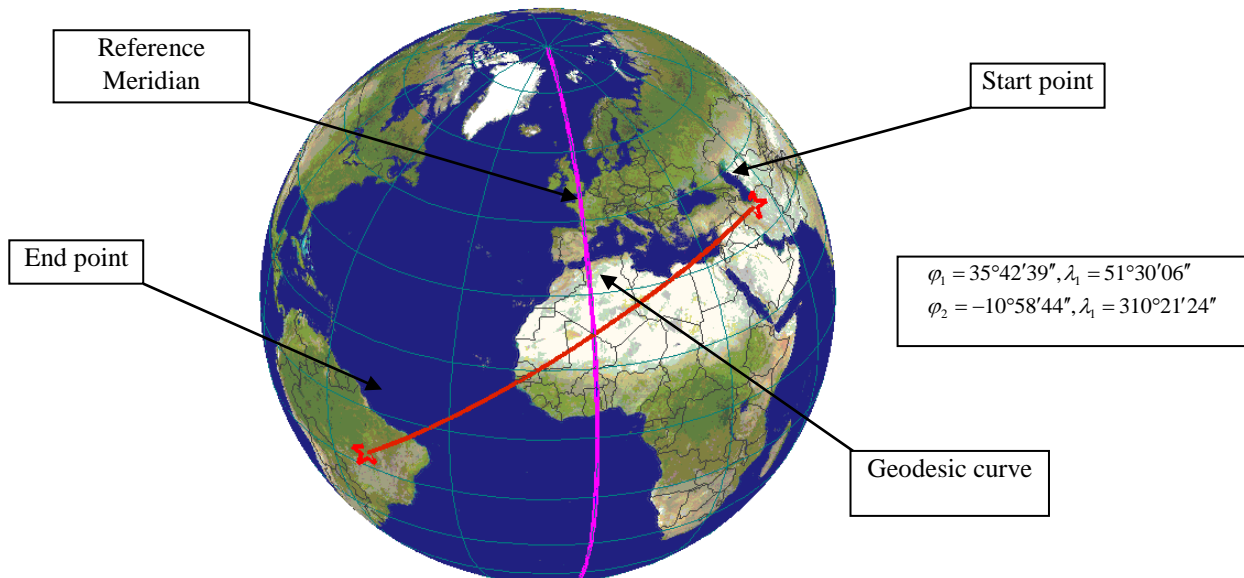 Reference
Meridian
Start point
End point
φ₁ = 35°42′39″, λ₁ = 51°30′06″
φ₂ = −10°58′44″, λ₁ = 310°21′24″
Geodesic curve